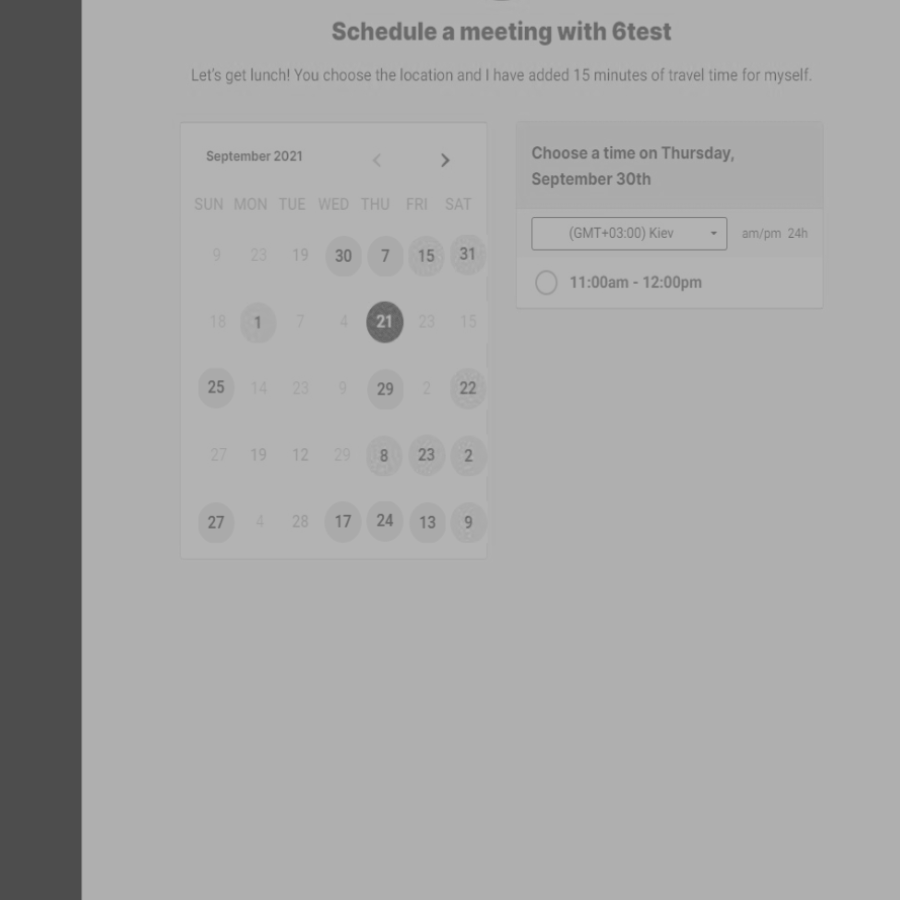 Schedule a meeting with 6test
Let's get lunch! You choose the location and I have added 15 minutes of travel time for myself.
September 2021
SUN MON TUE WED THU FRI SAT
9 23 19 30 7 15 31
18 1 7 4 21 23 15
25 14 23 9 29 2 22
27 19 12 29 8 23 2
27 4 28 17 24 13 9
Choose a time on Thursday,
September 30th
(GMT+03:00) Kiev am/pm 24h
11:00am - 12:00pm